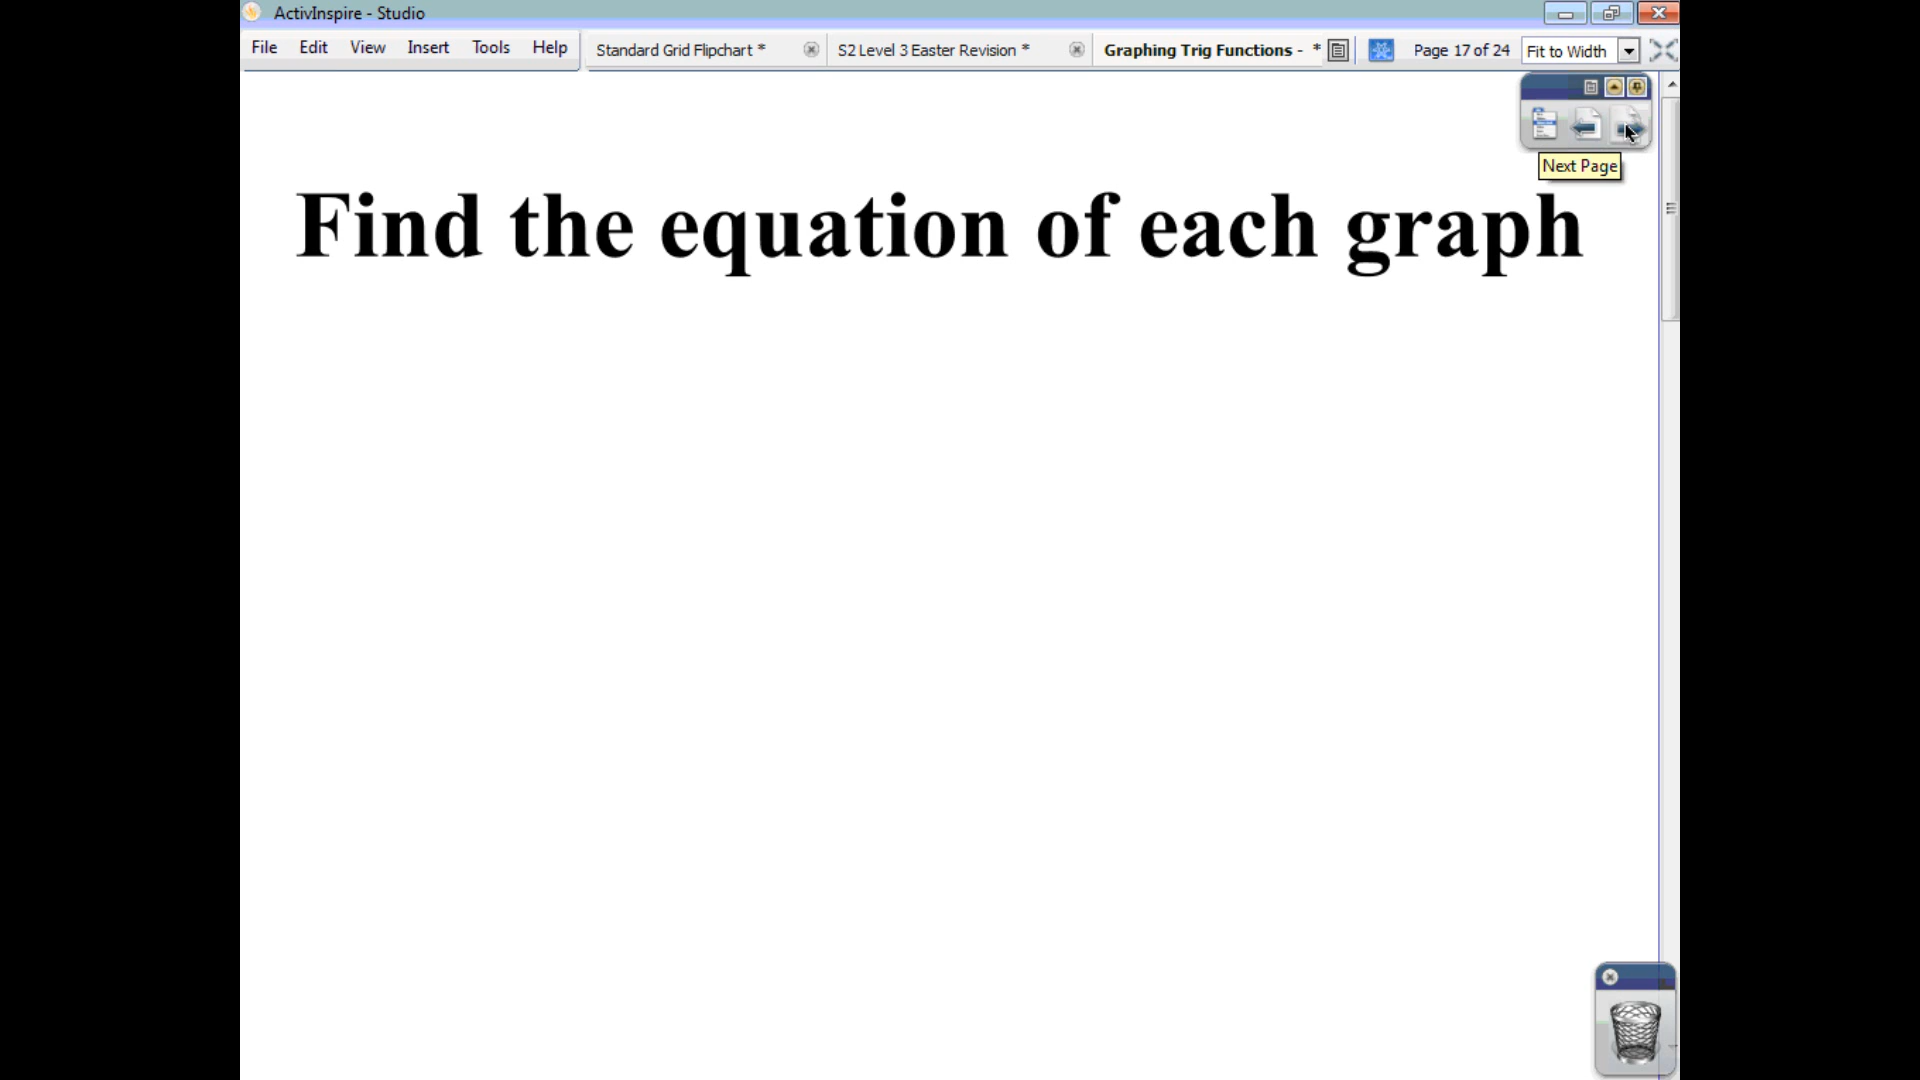 ActivInspire - Studio
File Edit View Insert Tools Help
Standard Grid Flipchart *
S2 Level 3 Easter Revision *
Graphing Trig Functions - *
Page 17 of 24
Fit to Width
Next Page
Find the equation of each graph